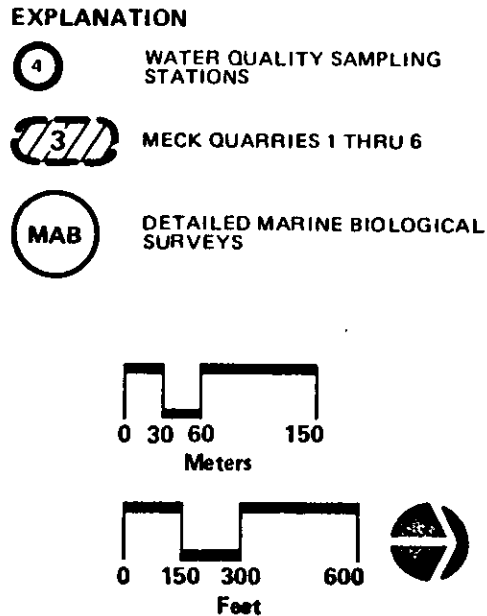 EXPLANATION
4
WATER QUALITY SAMPLING
STATIONS
3
MECK QUARRIES 1 THRU 6
MAB
DETAILED MARINE BIOLOGICAL
SURVEYS
0 30 60 150
Meters
0 150 300 600
Feet